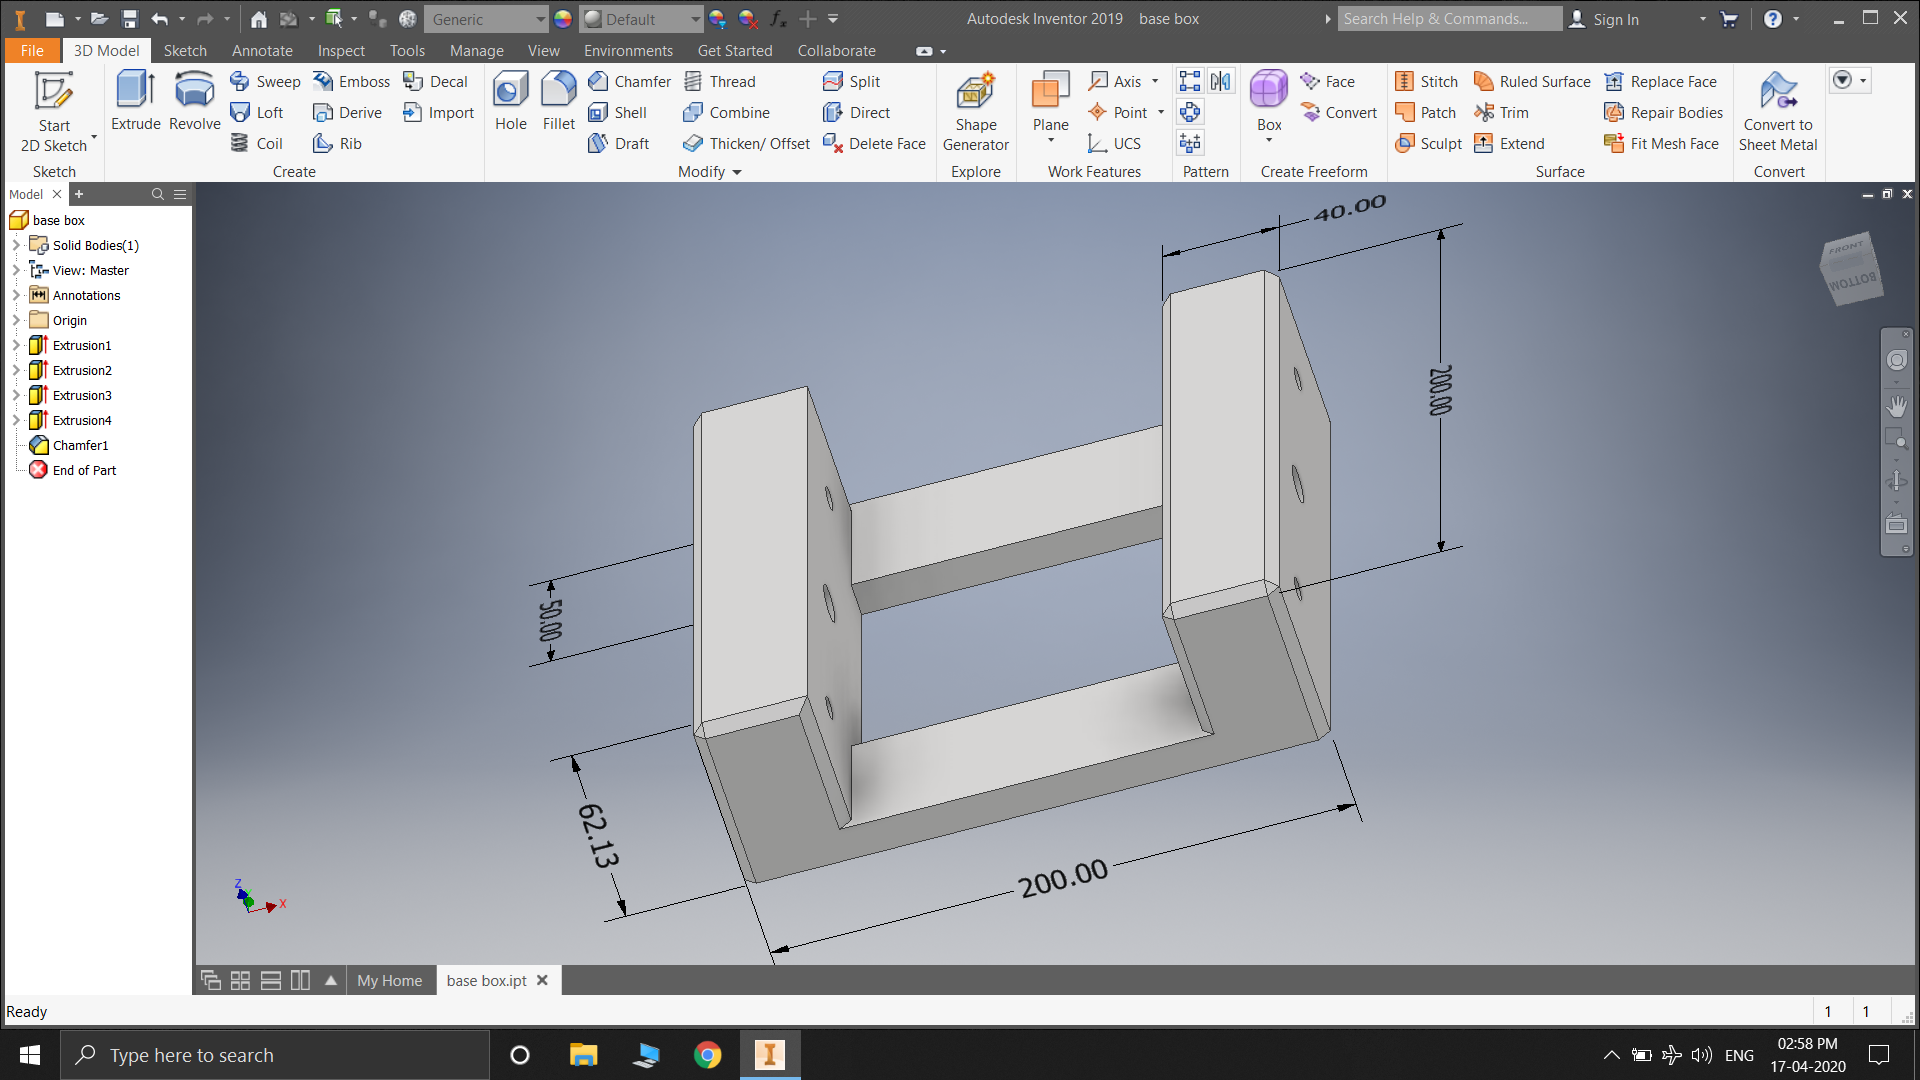 Generic
Default
fx
Autodesk Inventor 2019 base box
Search Help & Commands...
Sign In
File 3D Model Sketch Annotate Inspect Tools Manage View Environments Get Started Collaborate
Start
2D Sketch
Sketch
Extrude
Revolve
Sweep
Loft
Coil
Emboss
Derive
Rib
Decal
Import
Create
Hole
Fillet
Chamfer
Shell
Draft
Thread
Combine
Thicken/ Offset
Split
Direct
Delete Face
Modify
Shape
Generator
Explore
Plane
Axis
Point
UCS
Work Features
Pattern
Box
Face
Convert
Create Freeform
Stitch
Patch
Sculpt
Ruled Surface
Trim
Extend
Replace Face
Repair Bodies
Fit Mesh Face
Surface
Convert to
Sheet Metal
Convert
Model
base box
Solid Bodies(1)
View: Master
Annotations
Origin
Extrusion1
Extrusion2
Extrusion3
Extrusion4
Chamfer1
End of Part
40.00
200.00
50.00
62.13
200.00
FRONT
BOTTOM
Z
X
My Home
base box.ipt
Ready
1 1
Type here to search
ENG
02:58 PM
17-04-2020